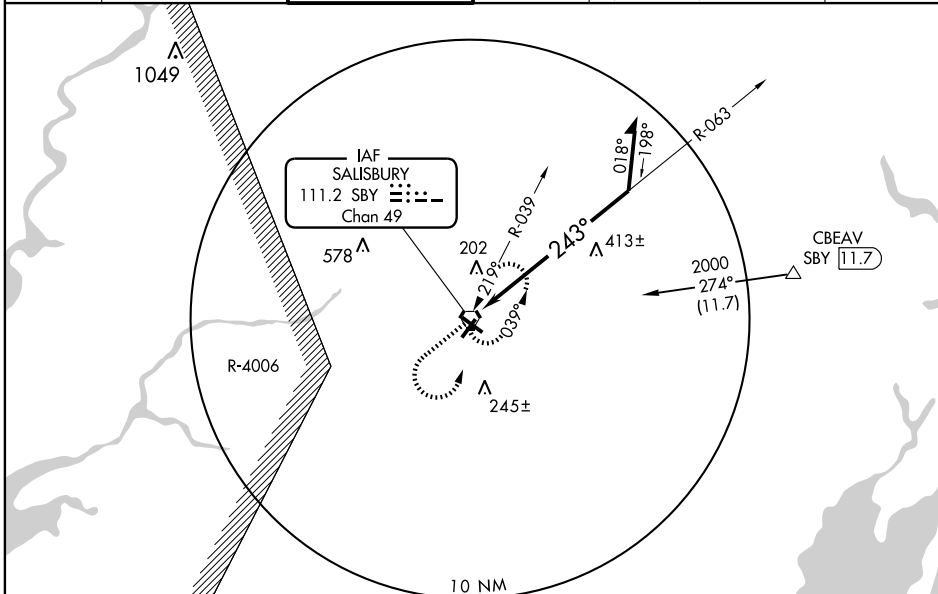 1049
IAF
SALISBURY
111.2 SBY
Chan 49
578
202
R-039
219°
039°
243°
413±
018°
198°
R-063
CBEAV
SBY 11.7
2000
274°
(11.7)
R-4006
245±
10 NM